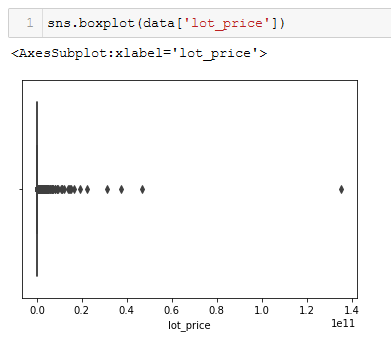 1 sns.boxplot(data['lot_price'])
<AxesSubplot:xlabel='lot_price'>
0.0 0.2 0.4 0.6 0.8 1.0 1.2 1.4
1e11
lot_price